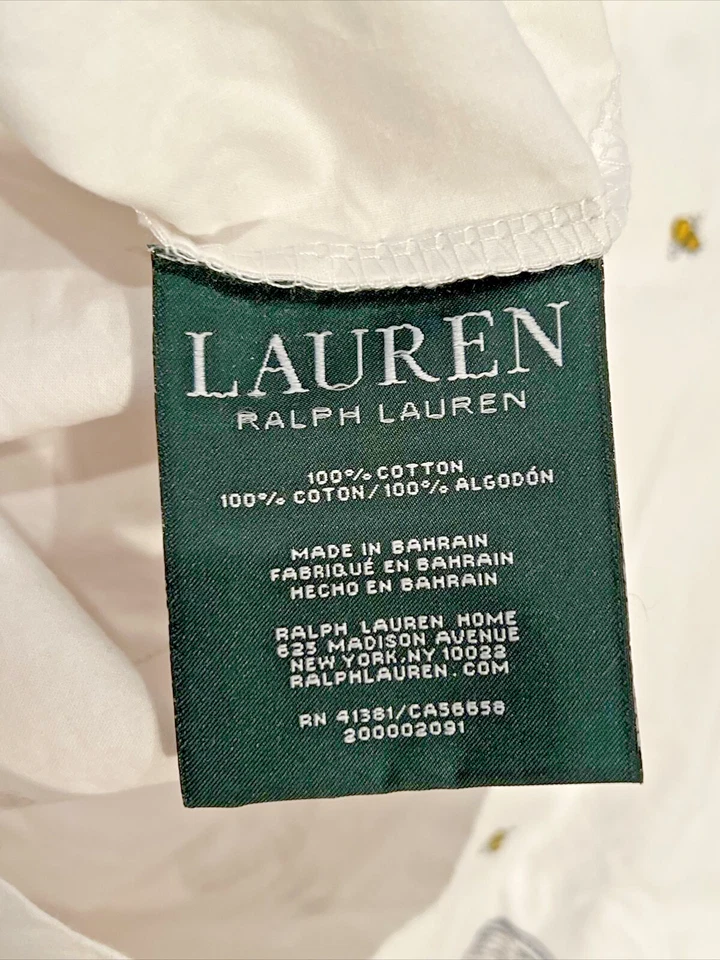 LAUREN
RALPH LAUREN
100% COTTON
100% COTON/100% ALGODÓN
MADE IN BAHRAIN
FABRIQUÉ EN BAHRAIN
HECHO EN BAHRAIN
RALPH LAUREN HOME
625 MADISON AVENUE
NEW YORK, NY 10022
RALPHLAUREN.COM
RN 41381/CA56658
200002091